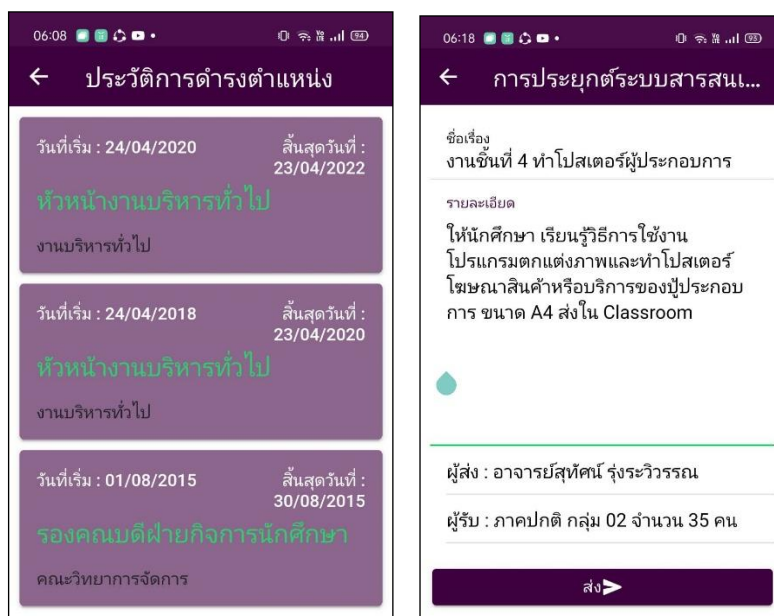 06:08
94
ประวัติการดำรงตำแหน่ง
วันที่เริ่ม : 24/04/2020
สิ้นสุดวันที่ :
23/04/2022
หัวหน้างานบริหารทั่วไป
งานบริหารทั่วไป
วันที่เริ่ม : 24/04/2018
สิ้นสุดวันที่ :
23/04/2020
หัวหน้างานบริหารทั่วไป
งานบริหารทั่วไป
วันที่เริ่ม : 01/08/2015
สิ้นสุดวันที่ :
30/08/2015
รองคณบดีฝ่ายกิจการนักศึกษา
คณะวิทยาการจัดการ
06:18
93
การประยุกต์ระบบสารสนเ...
ชื่อเรื่อง
งานชิ้นที่ 4 ทำโปสเตอร์ผู้ประกอบการ
รายละเอียด
ให้นักศึกษา เรียนรู้วิธีการใช้งาน
โปรแกรมตกแต่งภาพและทำโปสเตอร์
โฆษณาสินค้าหรือบริการของปู้ประกอบ
การ ขนาด A4 ส่งใน Classroom
ผู้ส่ง : อาจารย์สุทัศน์ รุ่งระวิวรรณ
ผู้รับ : ภาคปกติ กลุ่ม 02 จำนวน 35 คน
ส่ง